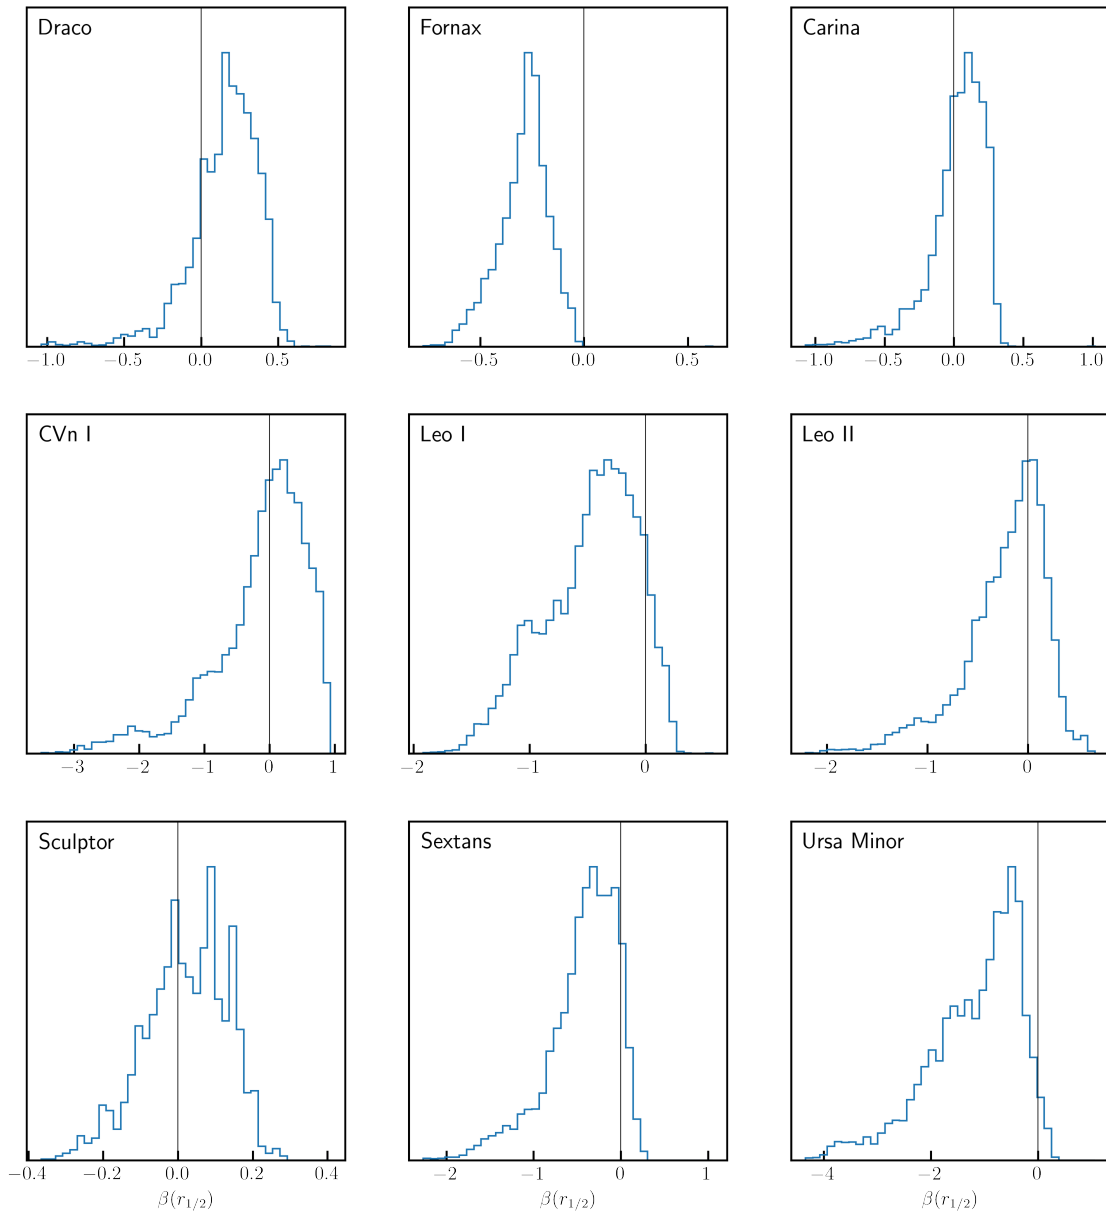 Draco
Fornax
Carina
−1.0 −0.5 0.0 0.5
−0.5 0.0 0.5
−1.0 −0.5 0.0 0.5 1.0
CVn I
Leo I
Leo II
−3 −2 −1 0 1
−2 −1 0
−2 −1 0
Sculptor
Sextans
Ursa Minor
−0.4 −0.2 0.0 0.2 0.4
−2 −1 0 1
−4 −2 0
β(r1/2)
β(r1/2)
β(r1/2)